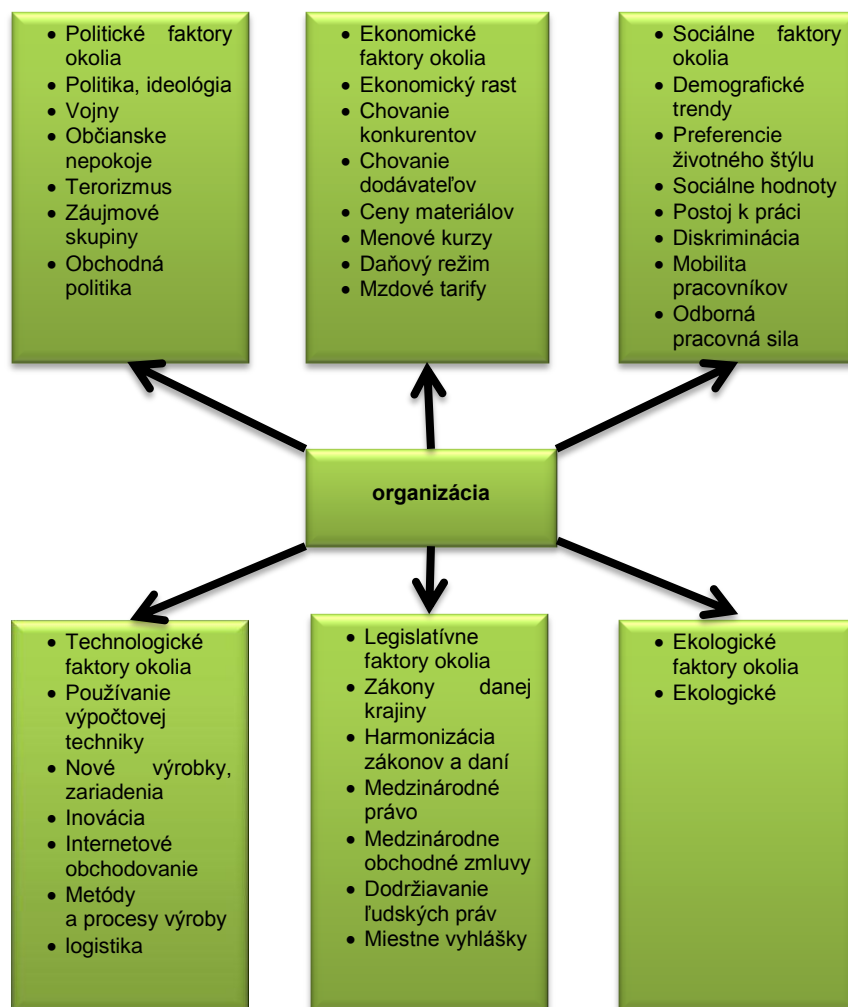 • Politické faktory
okolia
• Politika, ideológia
• Vojny
• Občianske
nepokoje
• Terorizmus
• Záujmové
skupiny
• Obchodná
politika
• Ekonomické
faktory okolia
• Ekonomický rast
• Chovanie
konkurentov
• Chovanie
dodávateľov
• Ceny materiálov
• Menové kurzy
• Daňový režim
• Mzdové tarify
• Sociálne faktory
okolia
• Demografické
trendy
• Preferencie
životného štýlu
• Sociálne hodnoty
• Postoj k práci
• Diskriminácia
• Mobilita
pracovníkov
• Odborná
pracovná sila
organizácia
• Technologické
faktory okolia
• Používanie
výpočtovej
techniky
• Nové výrobky,
zariadenia
• Inovácia
• Internetové
obchodovanie
• Metódy
a procesy výroby
• logistika
• Legislatívne
faktory okolia
• Zákony danej
krajiny
• Harmonizácia
zákonov a daní
• Medzinárodné
právo
• Medzinárodne
obchodné zmluvy
• Dodržiavanie
ľudských práv
• Miestne vyhlášky
• Ekologické
faktory okolia
• Ekologické